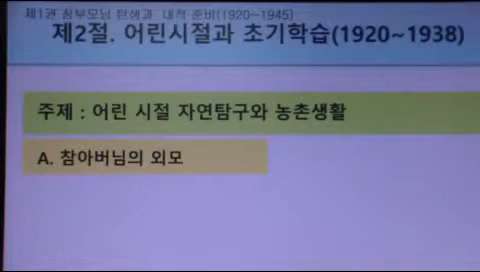 제1권 참부모님 탄생과 대적 준비(1920~1945)
제2절. 어린시절과 초기학습(1920~1938)
주제 : 어린 시절 자연탐구와 농촌생활
A. 참아버님의 외모